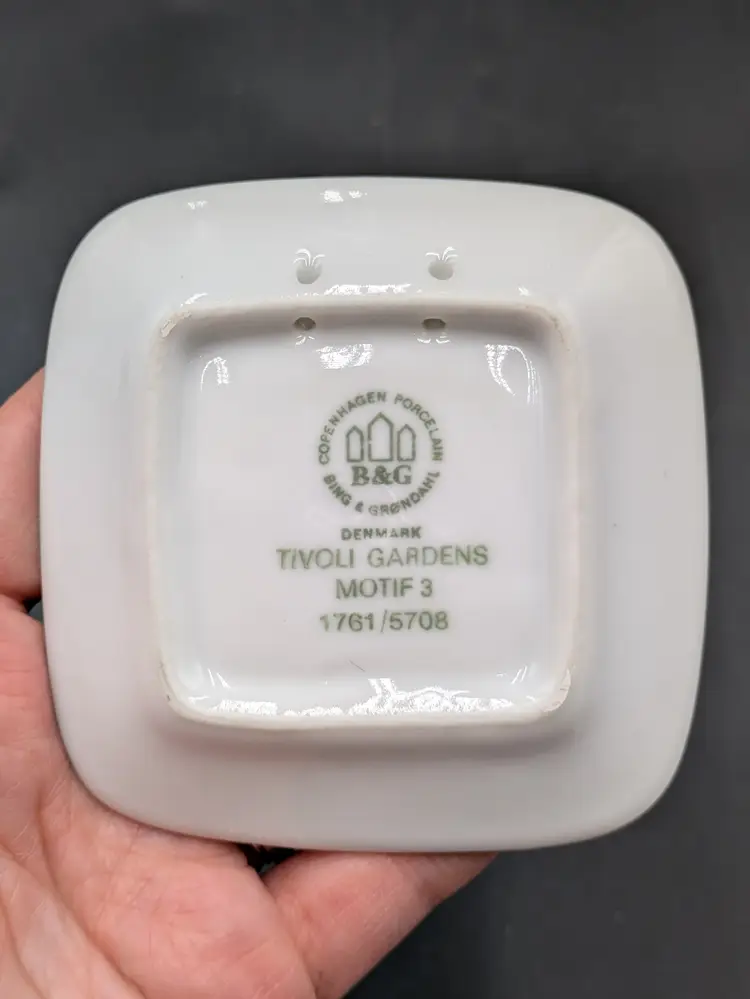 COPENHAGEN PORCELAIN
B&G
BING & GRØNDAHL
DENMARK
TIVOLI GARDENS
MOTIF 3
1761/5708